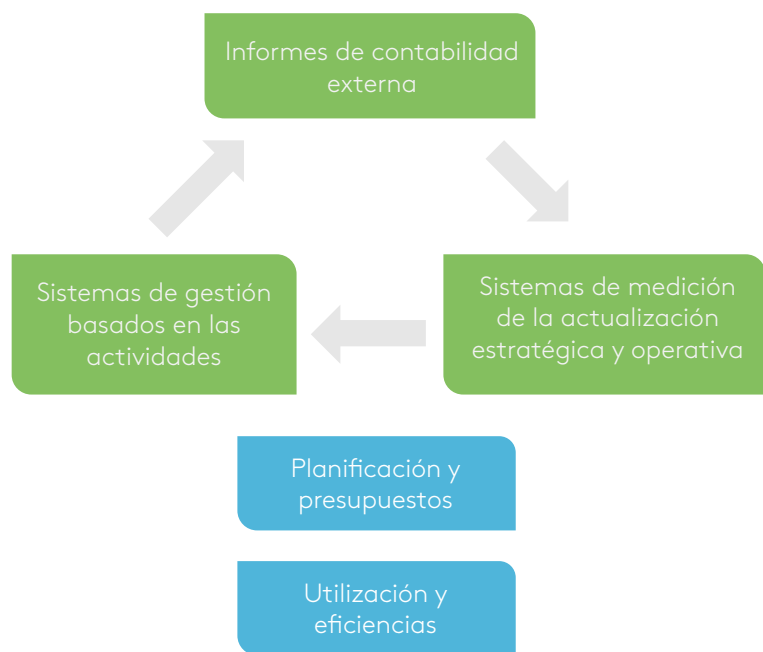 Informes de contabilidad
externa
Sistemas de gestión
basados en las
actividades
Sistemas de medición
de la actualización
estratégica y operativa
Planificación y
presupuestos
Utilización y
eficiencias